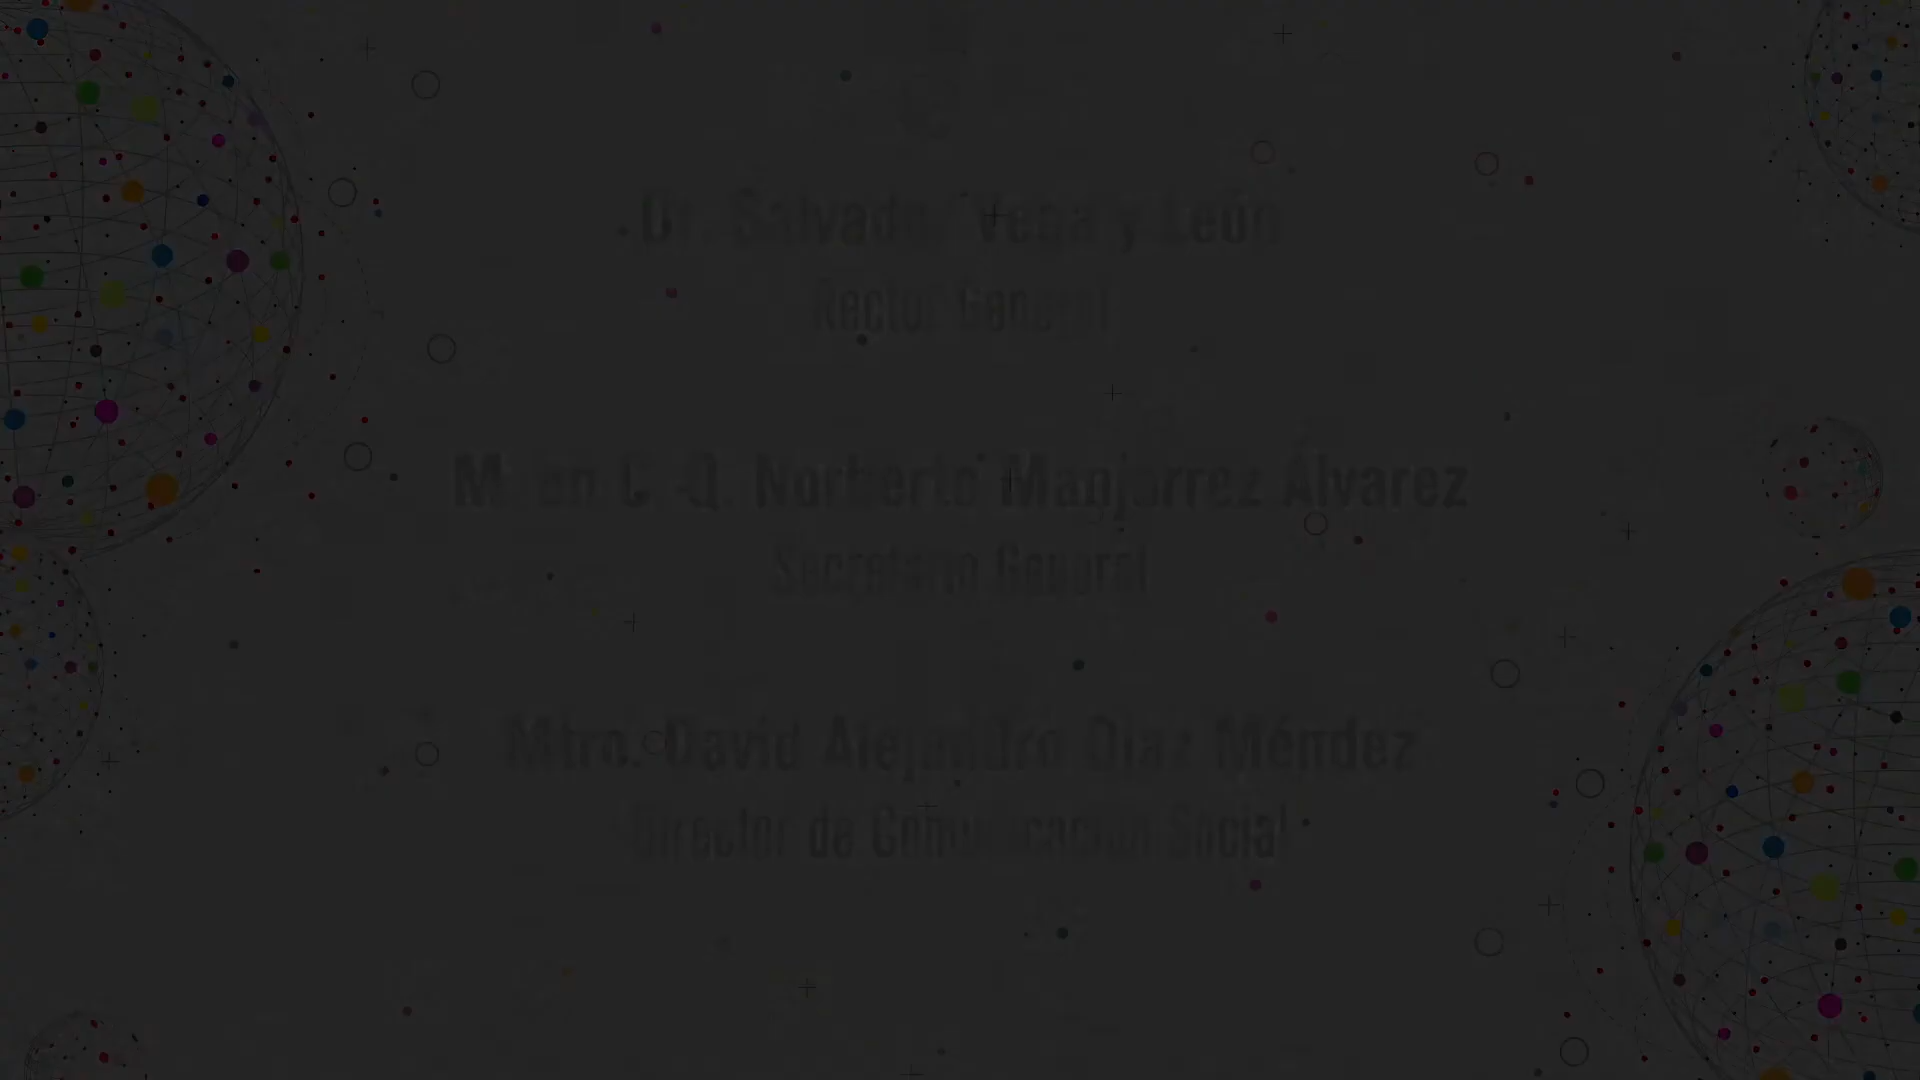 Dr. Salvador Vega y León
Rector General
M. en C. Q. Norberto Manjarrez Álvarez
Secretario General
Mtro. David Alejandro Díaz Méndez
Director de Comunicación Social